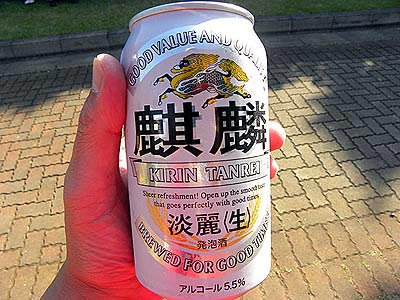 GOOD VALUE AND QUALITY
麒麟
KIRIN TANREI
Sheer refreshment! Open up the smooth taste
that goes perfectly with good times.
淡麗〈生〉
発泡酒
BREWED FOR GOOD TIMES
アルコール 5.5%